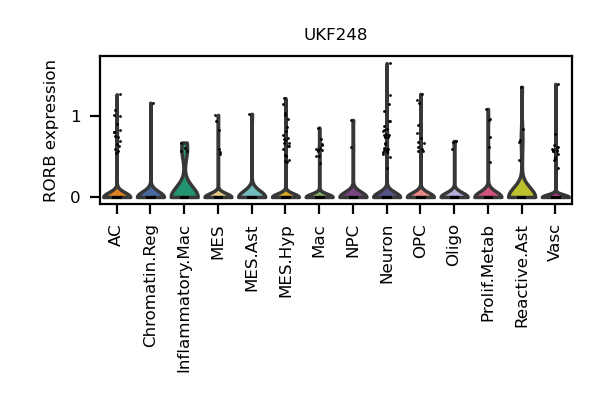 UKF248
RORB expression
1
0
AC
Chromatin.Reg
Inflammatory.Mac
MES
MES.Ast
MES.Hyp
Mac
NPC
Neuron
OPC
Oligo
Prolif.Metab
Reactive.Ast
Vasc